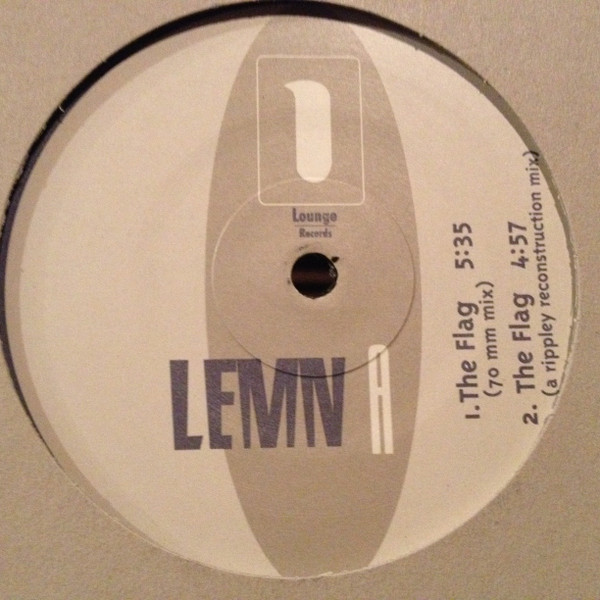 1
Lounge
Records
LEMN A
1. The Flag 5:35
(70 mm mix)
2. The Flag 4:57
(a rippley reconstruction mix)